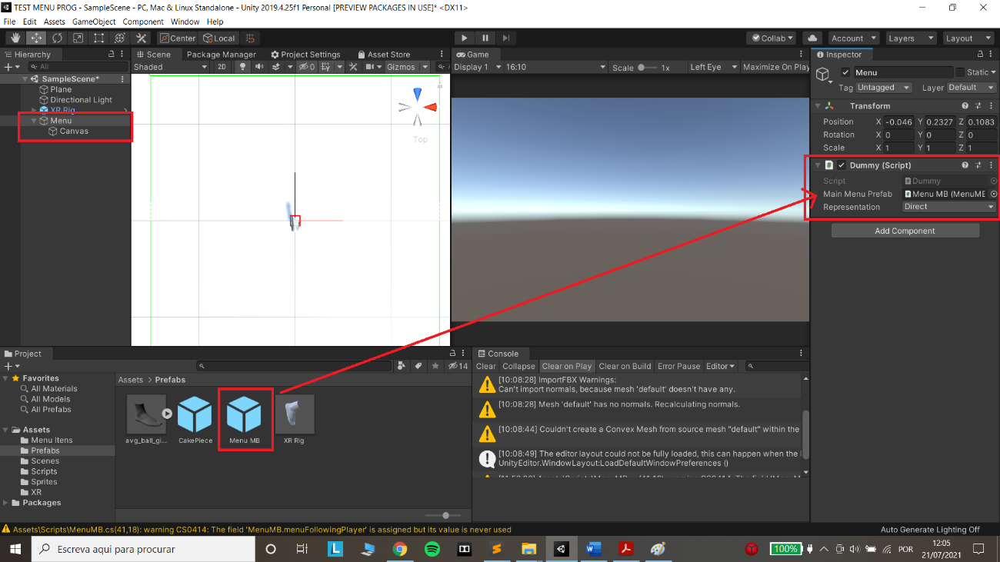 TEST MENU PROG - SampleScene - PC, Mac & Linux Standalone - Unity 2019.4.25f1 Personal [PREVIEW PACKAGES IN USE]* <DX11>
File Edit Assets GameObject Component Window Help
Center Local
Collab Account Layers Layout
Hierarchy
All
SampleScene*
Plane
Directional Light
XR Rig
Menu
Canvas
Scene Package Manager Project Settings Asset Store
Shaded 2D 0 Gizmos
Top
Game
Display 1 16:10 Scale 1x Left Eye Maximize On Play
Inspector
Menu Static
Tag Untagged Layer Default
Transform
Position X -0.046 Y 0.2327 Z 0.1083
Rotation X 0 Y 0 Z 0
Scale X 1 Y 1 Z 1
Dummy (Script)
Script Dummy
Main Menu Prefab Menu MB (MenuMB
Representation Direct
Add Component
Project
14
Favorites
All Materials
All Models
All Prefabs
Assets
Menu Itens
Prefabs
Scenes
Scripts
Sprites
XR
Packages
Assets > Prefabs
avg_ball_gi... CakePiece Menu MB XR Rig
Console
Clear Collapse Clear on Play Clear on Build Error Pause Editor
[10:08:28] ImportFBX Warnings:
Can't import normals, because mesh 'default' doesn't have any.
[10:08:28] Mesh 'default' has no normals. Recalculating normals.
[10:08:44] Couldn't create a Convex Mesh from source mesh "default" within the
[10:08:49] The editor layout could not be fully loaded, this can happen when the
UnityEditor.WindowLayout:LoadDefaultWindowPreferences ()
Assets\Scripts\MenuMB.cs(41,18): warning CS0414: The field 'MenuMB.menuFollowingPlayer' is assigned but its value is never used
Auto Generate Lighting Off
Escreva aqui para procurar
100%
POR
12:05
21/07/2021